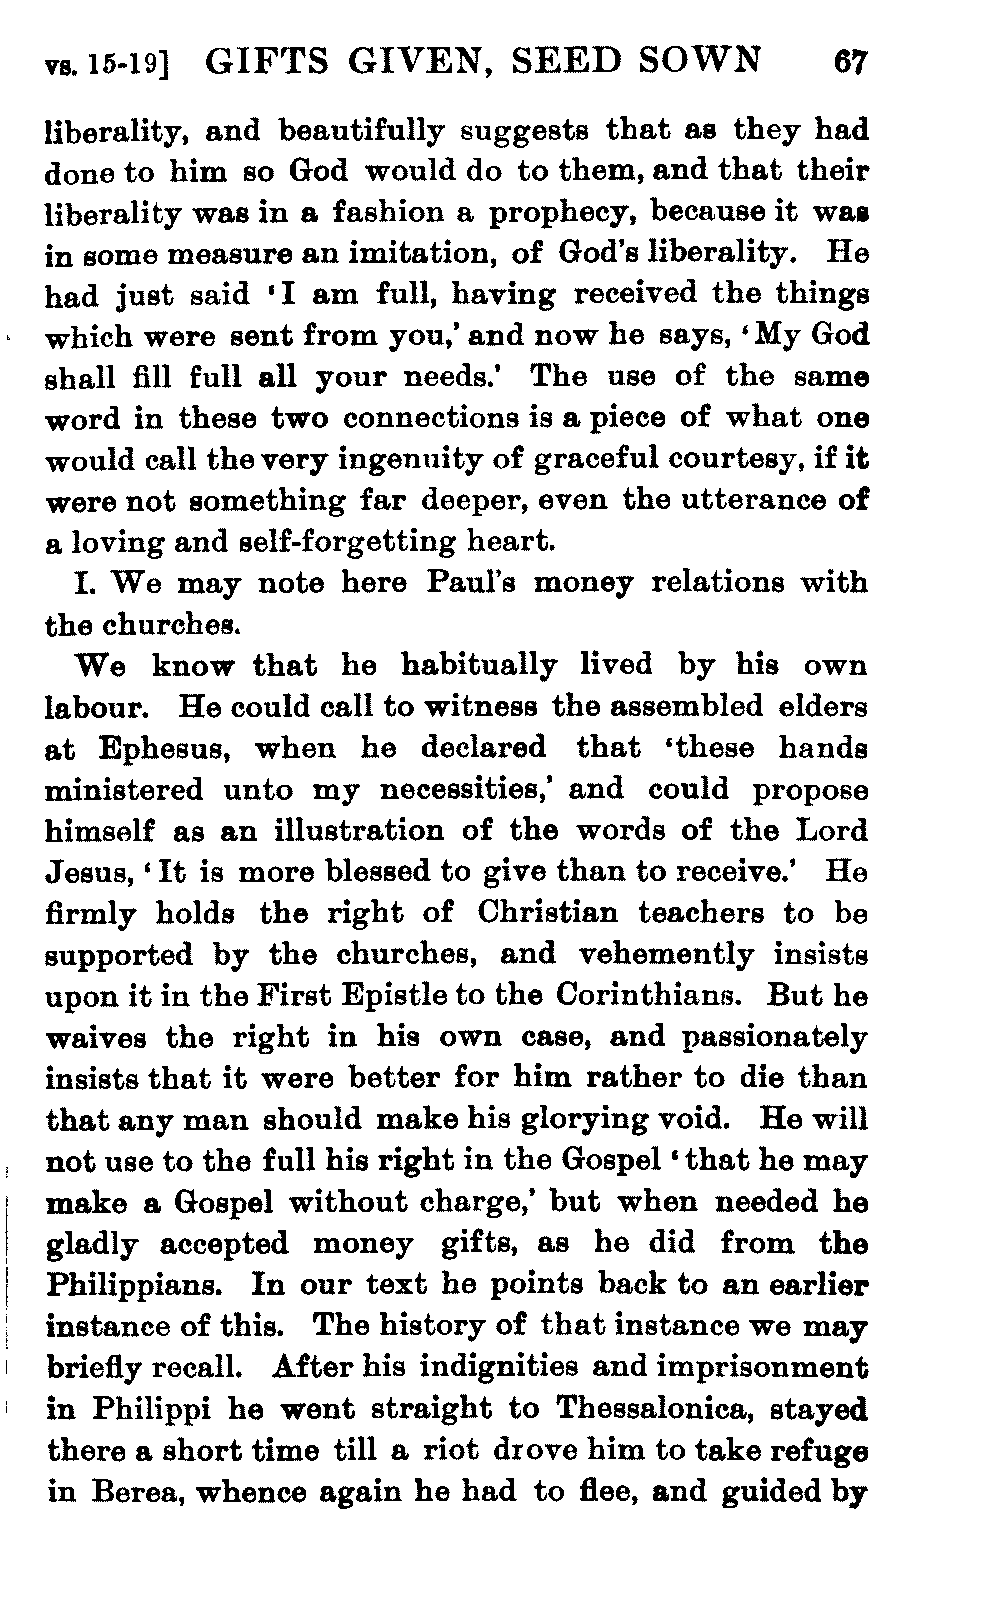 vs. 15-19] GIFTS GIVEN, SEED SOWN 67
liberality, and beautifully suggests that as they had
done to him so God would do to them, and that their
liberality was in a fashion a prophecy, because it was
in some measure an imitation, of God's liberality. He
had just said ‘I am full, having received the things
which were sent from you,’ and now he says, ‘My God
shall fill full all your needs.’ The use of the same
word in these two connections is a piece of what one
would call the very ingenuity of graceful courtesy, if it
were not something far deeper, even the utterance of
a loving and self-forgetting heart.
I. We may note here Paul's money relations with
the churches.
We know that he habitually lived by his own
labour. He could call to witness the assembled elders
at Ephesus, when he declared that ‘these hands
ministered unto my necessities,’ and could propose
himself as an illustration of the words of the Lord
Jesus, ‘It is more blessed to give than to receive.’ He
firmly holds the right of Christian teachers to be
supported by the churches, and vehemently insists
upon it in the First Epistle to the Corinthians. But he
waives the right in his own case, and passionately
insists that it were better for him rather to die than
that any man should make his glorying void. He will
not use to the full his right in the Gospel ‘that he may
make a Gospel without charge,’ but when needed he
gladly accepted money gifts, as he did from the
Philippians. In our text he points back to an earlier
instance of this. The history of that instance we may
briefly recall. After his indignities and imprisonment
in Philippi he went straight to Thessalonica, stayed
there a short time till a riot drove him to take refuge
in Berea, whence again he had to flee, and guided by